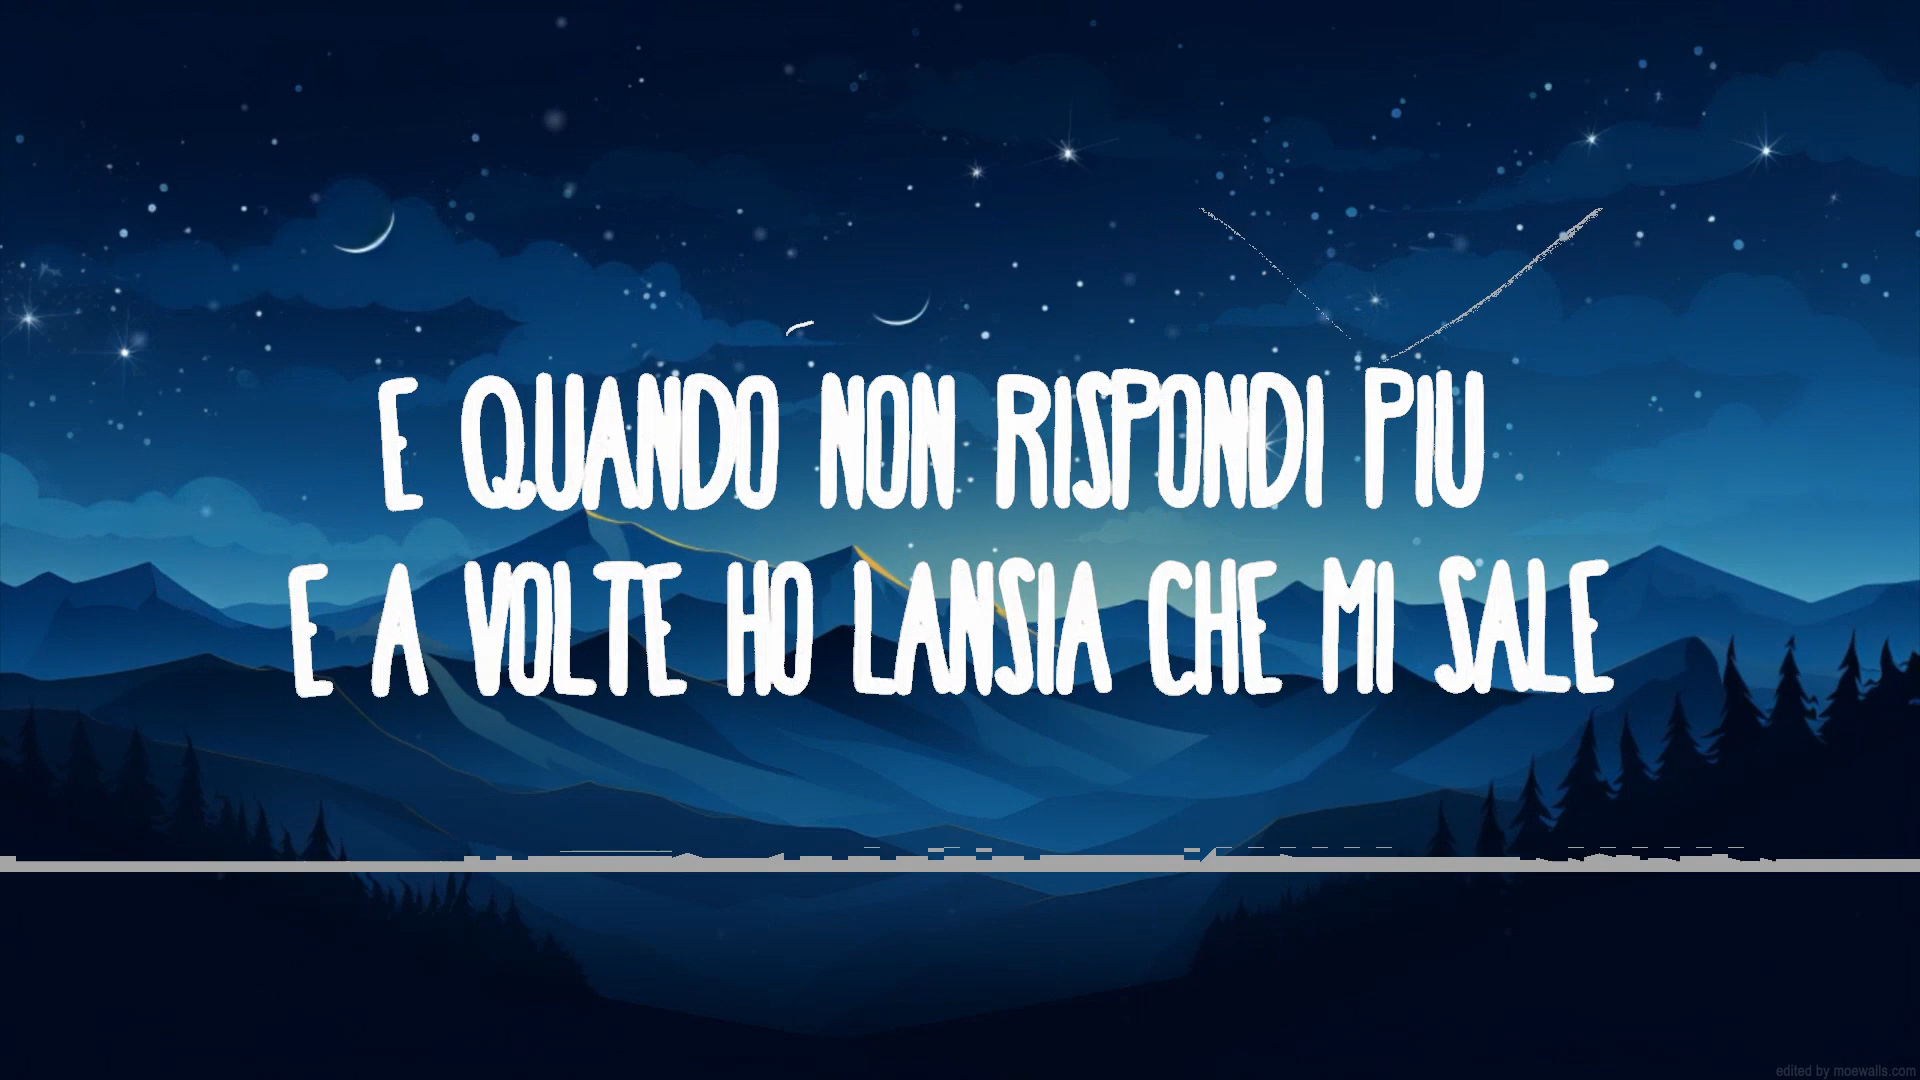 E QUANDO NON RISPONDI PIU
E A VOLTE HO LANSIA CHE MI SALE
edited by moewalls.com